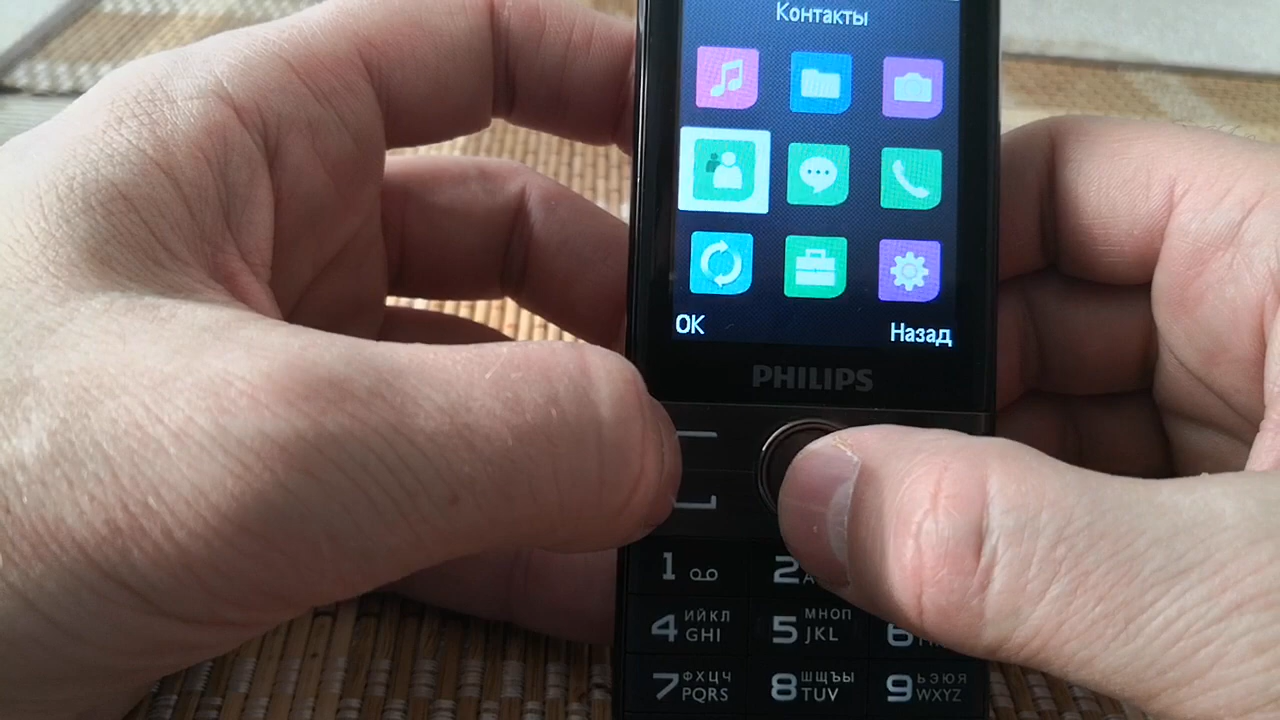 Контакты
OK
Назад
PHILIPS
1
2
4 ИЙКЛ GHI
5 МНОП JKL
6
7 ФХЦЧ PQRS
8 ШЩЪЫ TUV
9 ЬЭЮЯ WXYZ